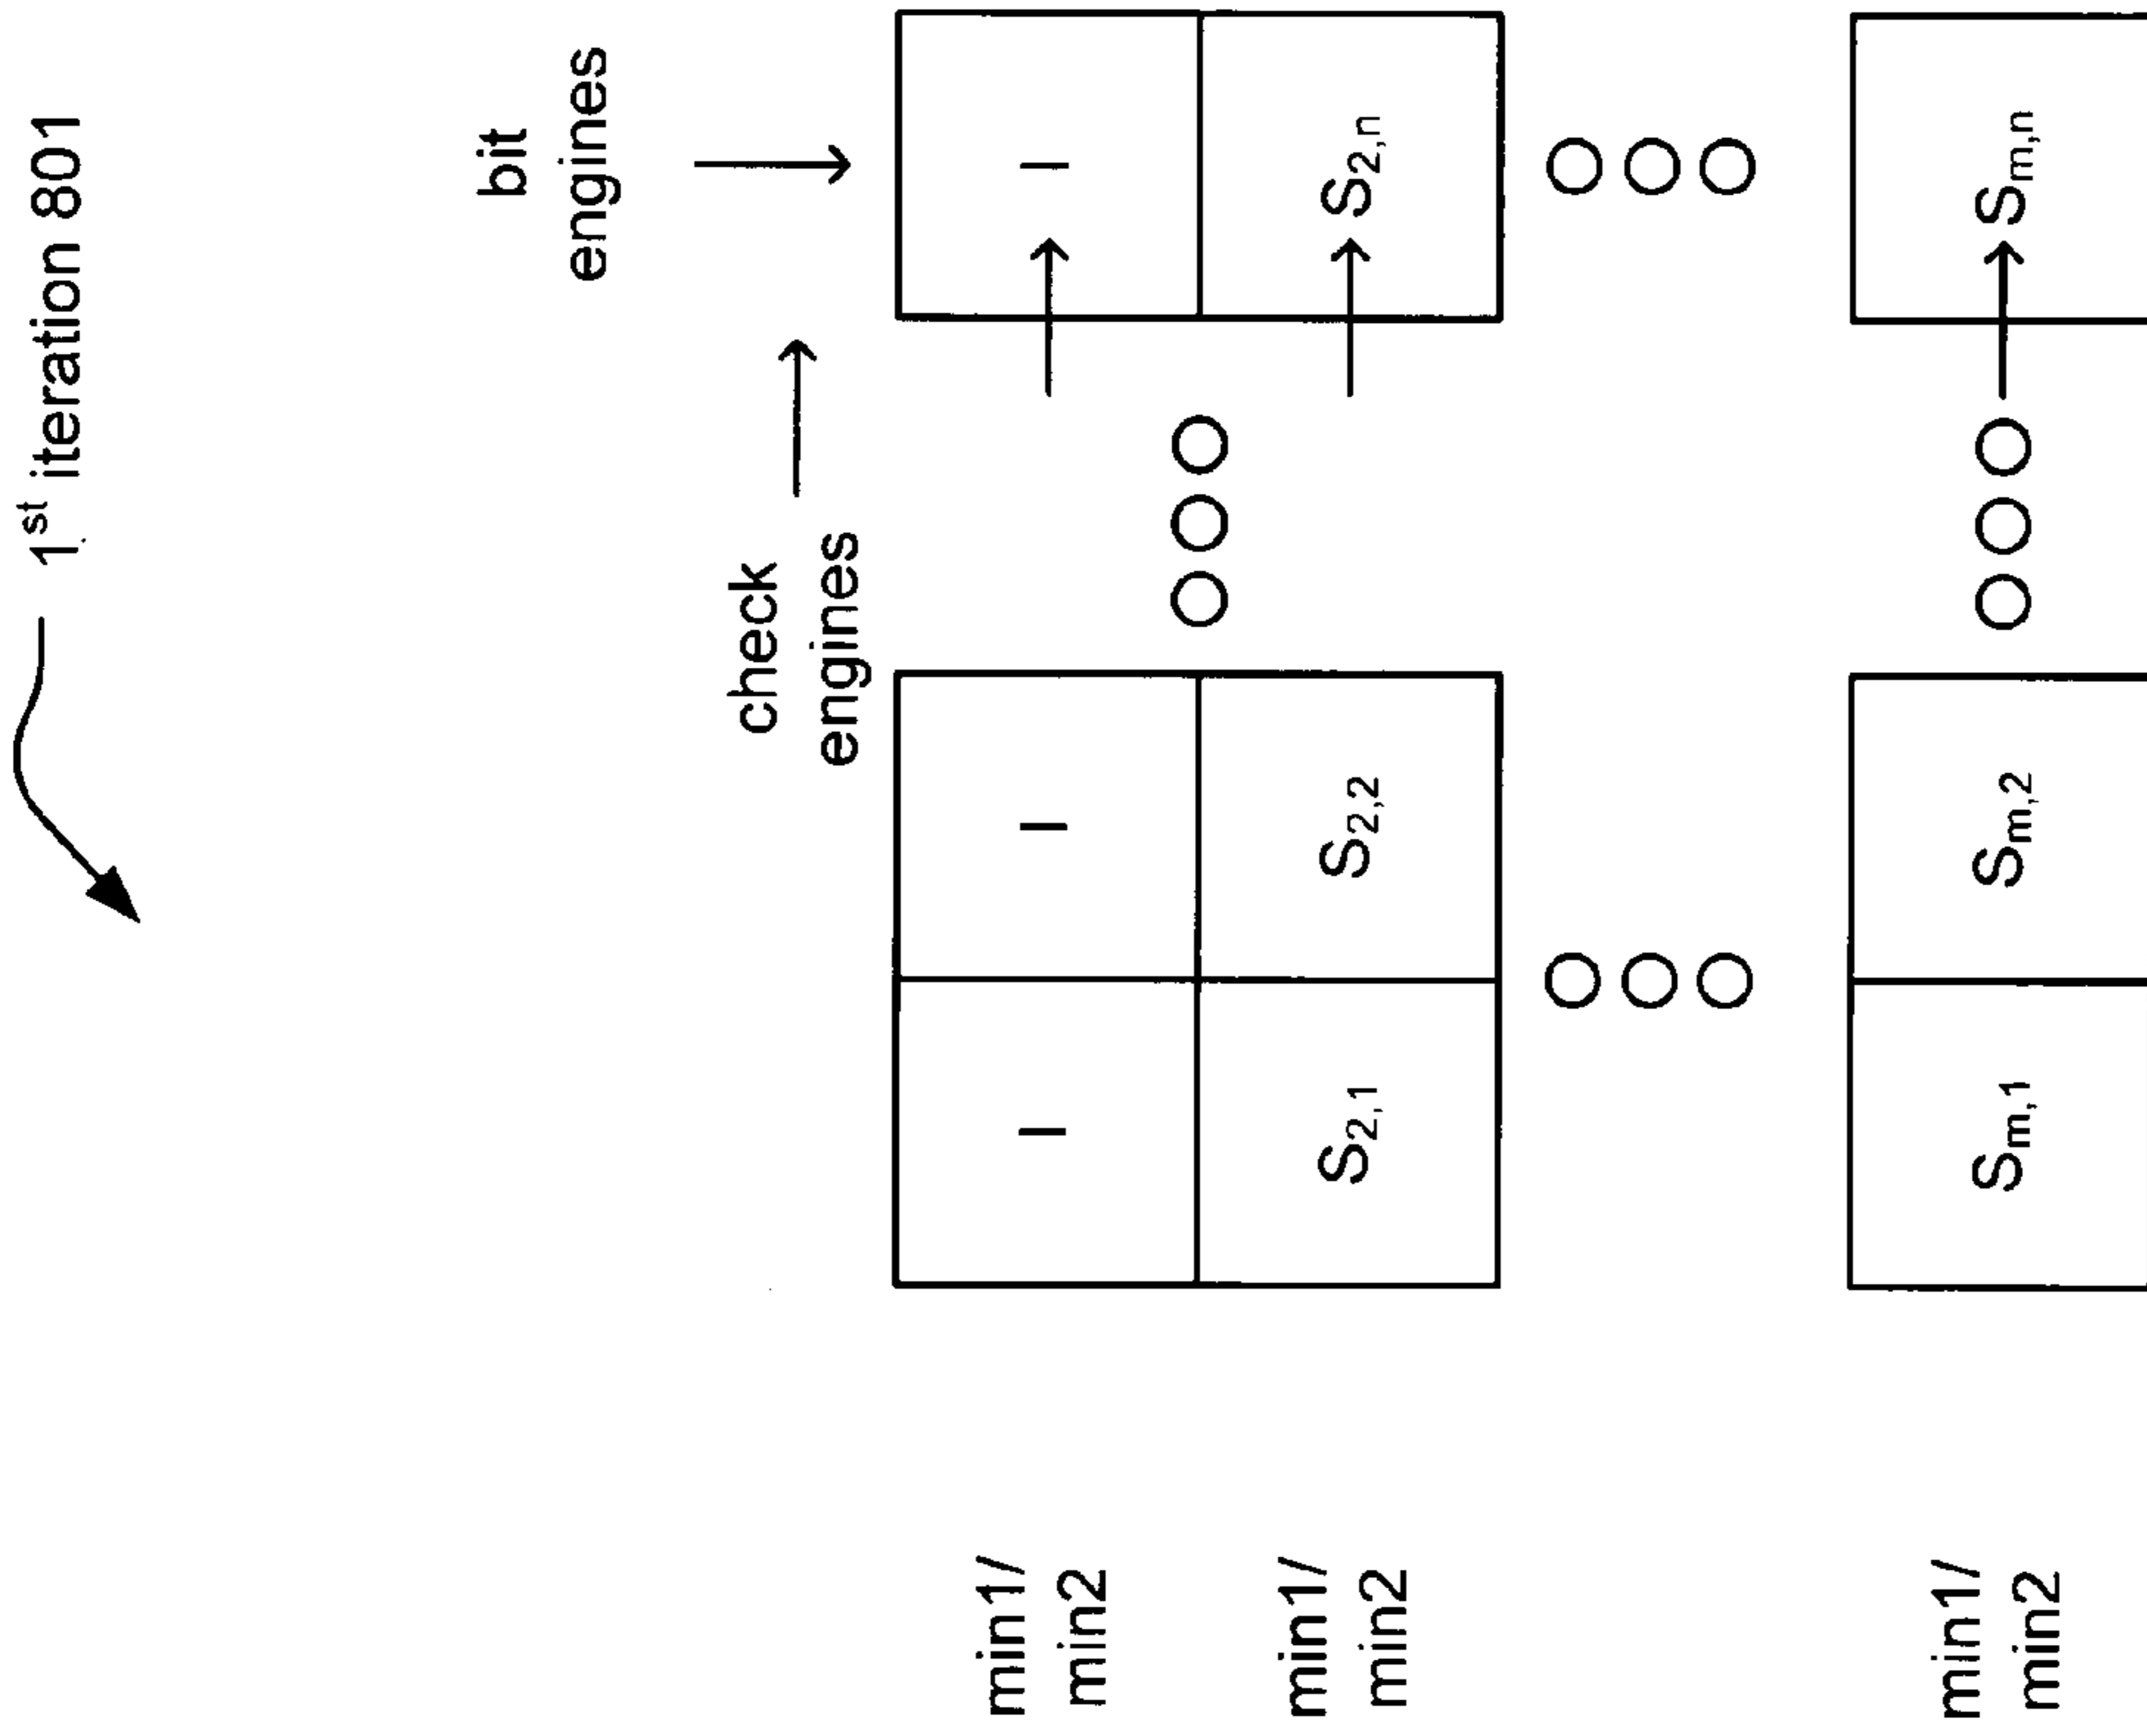 1st iteration 801
bit
engines
check
engines
min1/
min2
I
I
I
min1/
min2
S2,1
S2,2
S2,n
min1/
min2
Sm,1
Sm,2
Sm,n